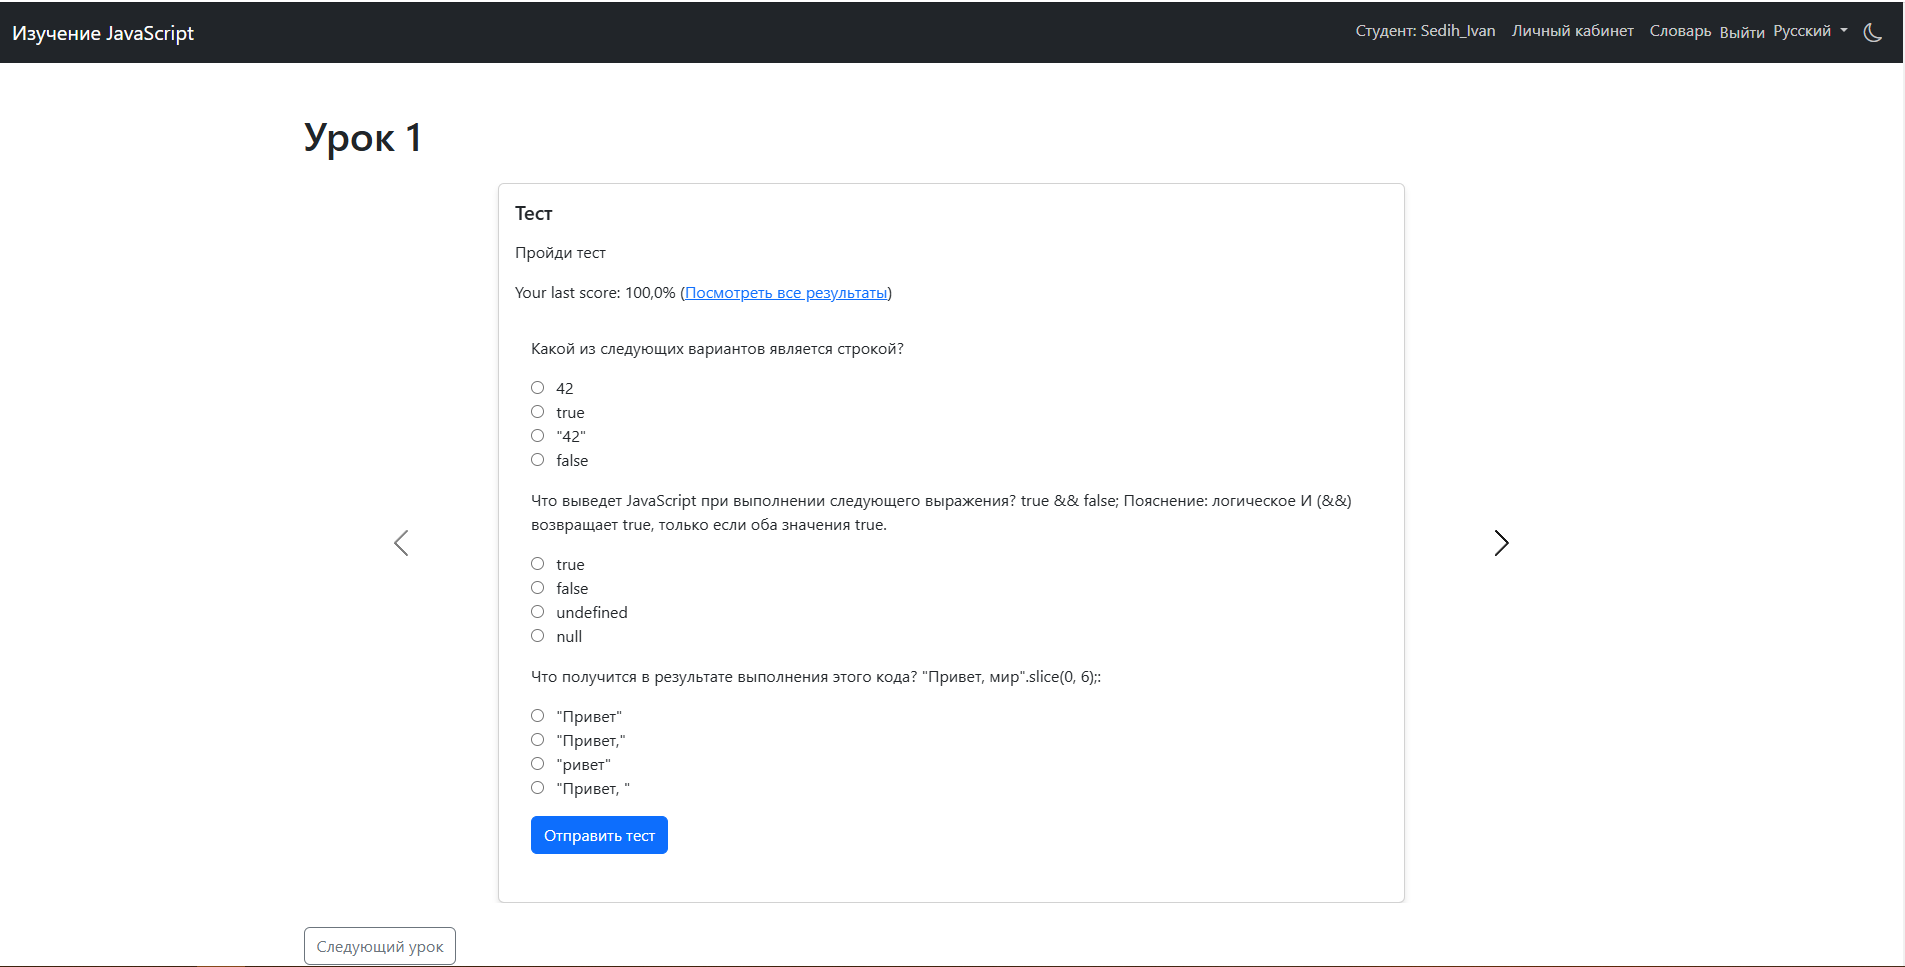 Изучение JavaScript
Студент: Sedih_Ivan Личный кабинет Словарь Выйти Русский
Урок 1
Тест
Пройди тест
Your last score: 100,0% (Посмотреть все результаты)
Какой из следующих вариантов является строкой?
42
true
"42"
false
Что выведет JavaScript при выполнении следующего выражения? true && false; Пояснение: логическое И (&&)
возвращает true, только если оба значения true.
true
false
undefined
null
Что получится в результате выполнения этого кода? "Привет, мир".slice(0, 6);:
"Привет"
"Привет,"
"ривет"
"Привет, "
Отправить тест
Следующий урок